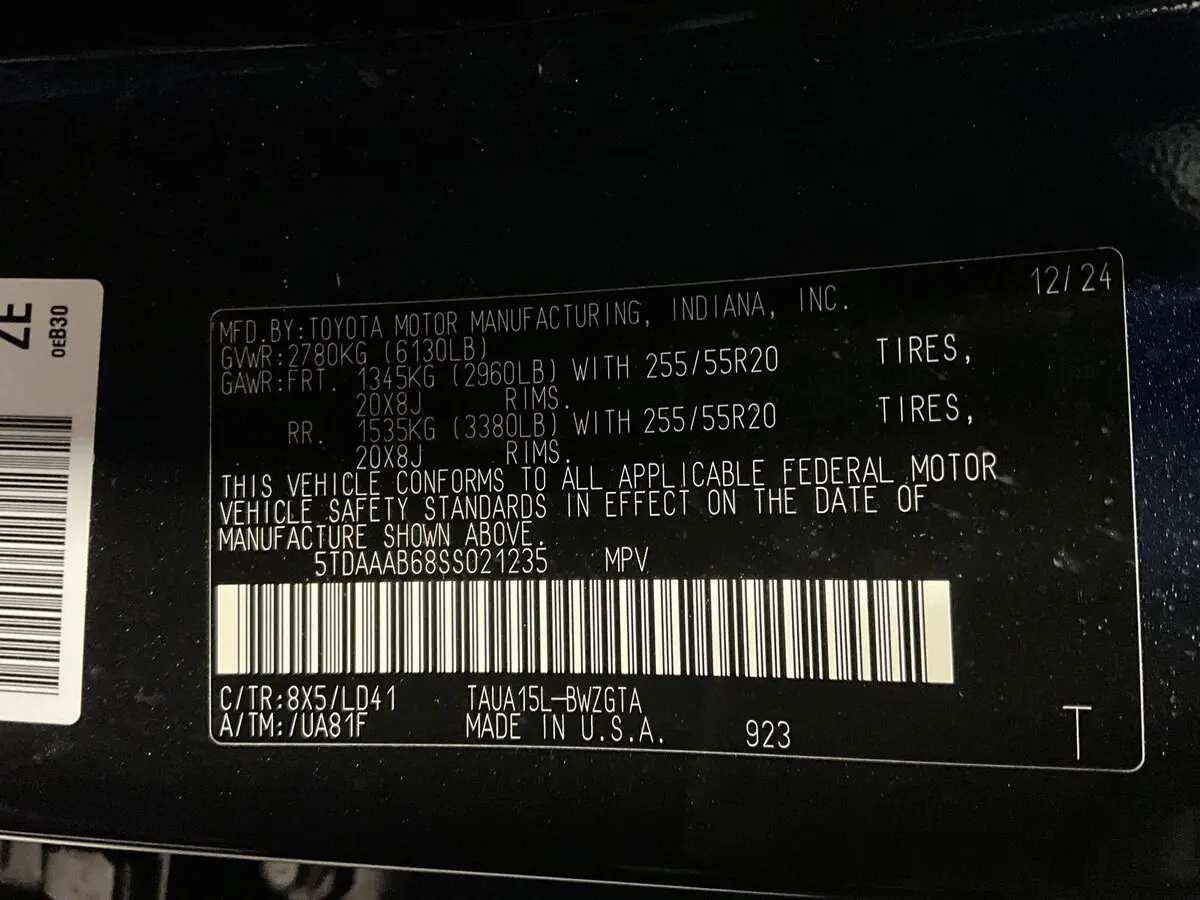 ZE
0EB30
12/24
MFD.BY:TOYOTA MOTOR MANUFACTURING, INDIANA, INC.
GVWR:2780KG (6130LB)
GAWR:FRT. 1345KG (2960LB) WITH 255/55R20 TIRES,
20X8J RIMS.
RR. 1535KG (3380LB) WITH 255/55R20 TIRES,
20X8J RIMS.
THIS VEHICLE CONFORMS TO ALL APPLICABLE FEDERAL MOTOR
VEHICLE SAFETY STANDARDS IN EFFECT ON THE DATE OF
MANUFACTURE SHOWN ABOVE.
5TDAAAB68SS021235 MPV
C/TR:8X5/LD41 TAUA15L-BWZGTA
A/TM:/UA81F MADE IN U.S.A. 923
T